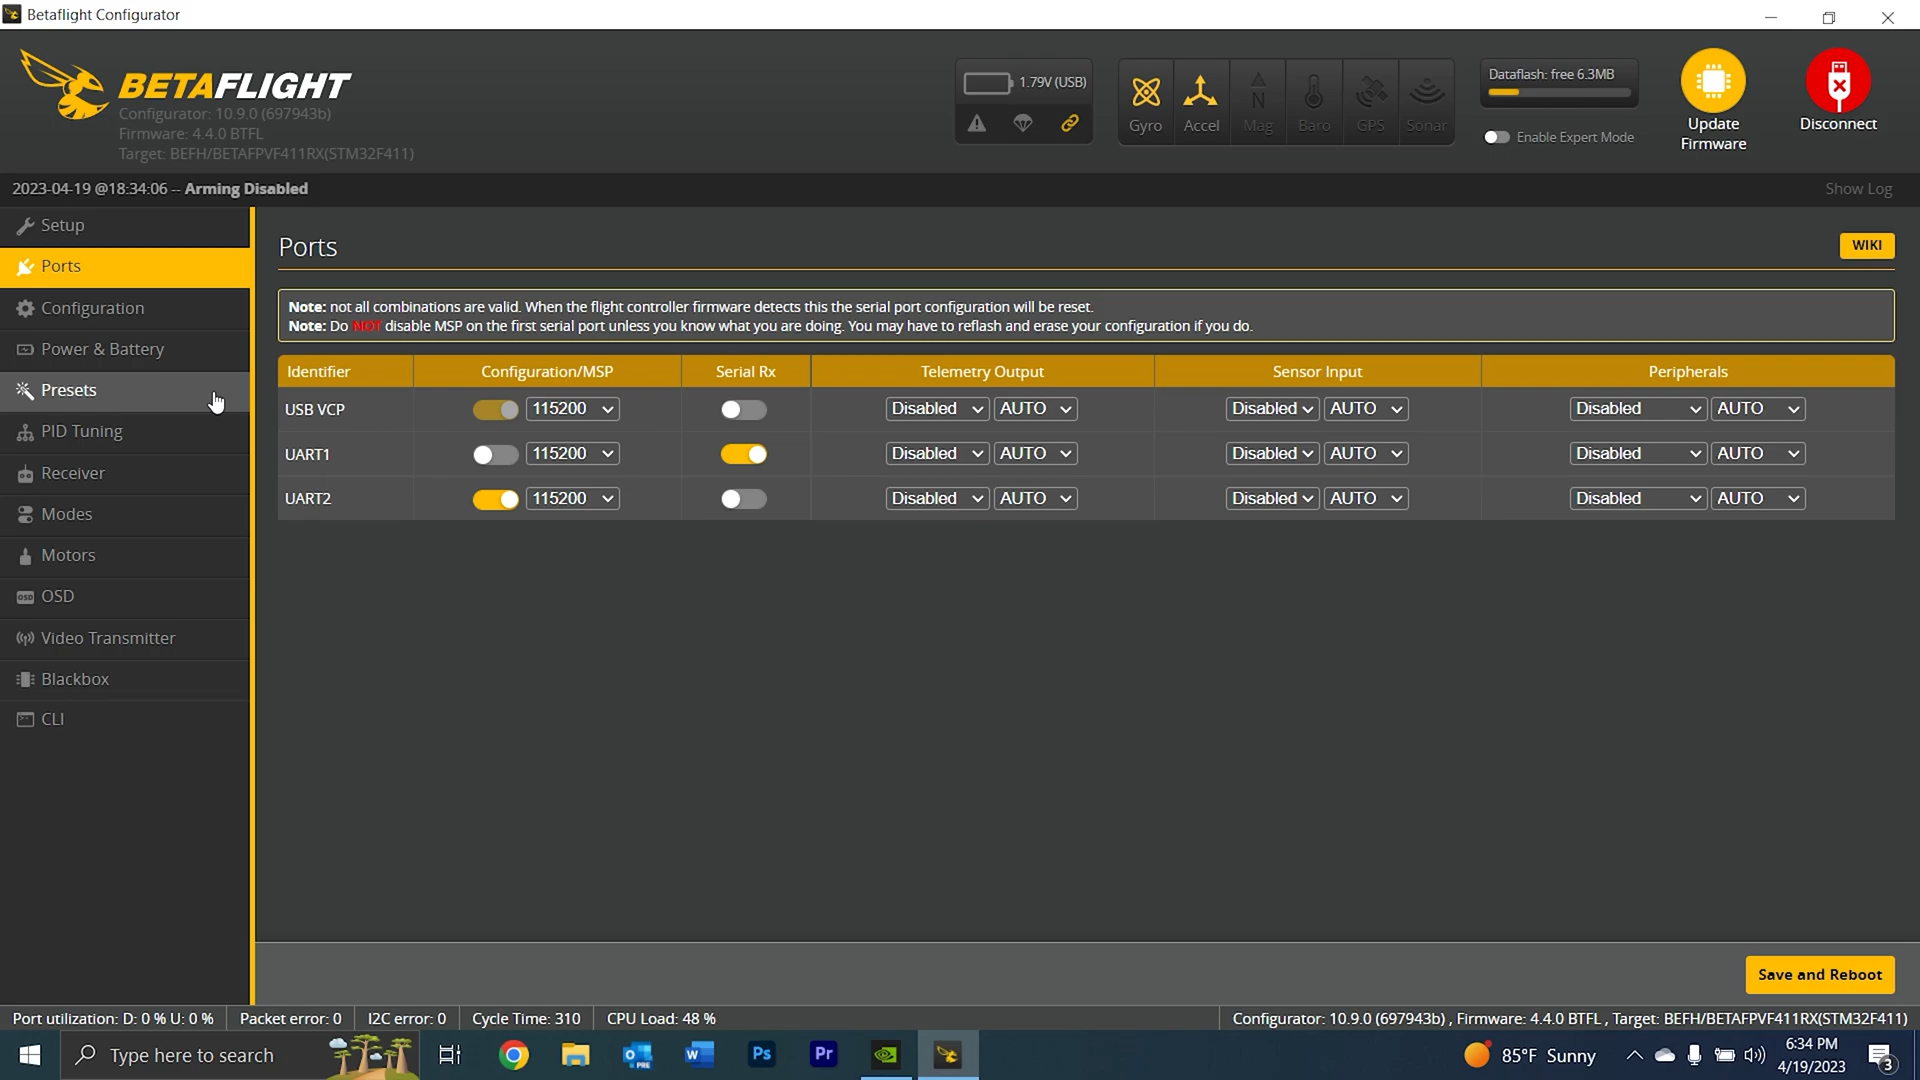 Betaflight Configurator
BETAFLIGHT
Configurator: 10.9.0 (697943b)
Firmware: 4.4.0 BTFL
Target: BEFH/BETAFPVF411RX(STM32F411)
1.79V (USB)
Gyro
Accel
Mag
Baro
GPS
Sonar
Dataflash: free 6.3MB
Enable Expert Mode
Update
Firmware
Disconnect
2023-04-19 @18:34:06 -- Arming Disabled
Show Log
Setup
Ports
Configuration
Power & Battery
Presets
PID Tuning
Receiver
Modes
Motors
OSD
OSD
Video Transmitter
Blackbox
CLI
Ports
WIKI
Note: not all combinations are valid. When the flight controller firmware detects this the serial port configuration will be reset.
Note: Do NOT disable MSP on the first serial port unless you know what you are doing. You may have to reflash and erase your configuration if you do.
Identifier Configuration/MSP Serial Rx Telemetry Output Sensor Input Peripherals
USB VCP 115200 Disabled AUTO Disabled AUTO Disabled AUTO
UART1 115200 Disabled AUTO Disabled AUTO Disabled AUTO
UART2 115200 Disabled AUTO Disabled AUTO Disabled AUTO
Save and Reboot
Port utilization: D: 0 % U: 0 % Packet error: 0 I2C error: 0 Cycle Time: 310 CPU Load: 48 % Configurator: 10.9.0 (697943b) , Firmware: 4.4.0 BTFL , Target: BEFH/BETAFPVF411RX(STM32F411)
Type here to search
PRE
W
Ps
Pr
85°F Sunny
6:34 PM
4/19/2023
3